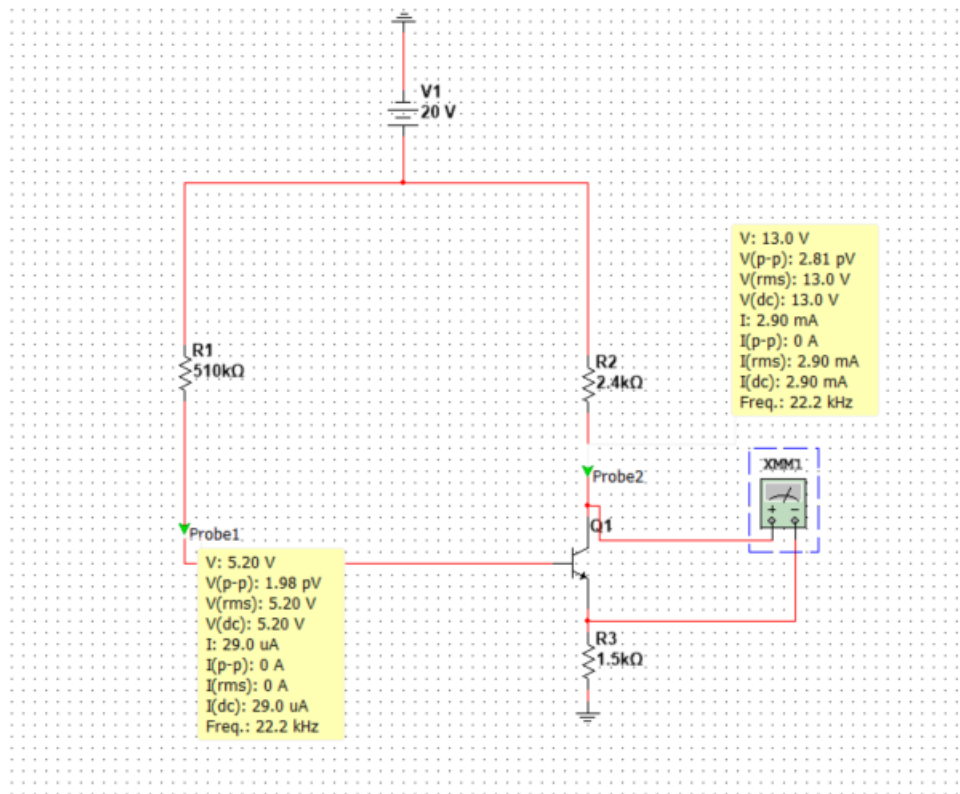 V1
20 V
V: 13.0 V
V(p-p): 2.81 pV
V(rms): 13.0 V
V(dc): 13.0 V
I: 2.90 mA
I(p-p): 0 A
I(rms): 2.90 mA
I(dc): 2.90 mA
Freq.: 22.2 kHz
R1
510kΩ
R2
2.4kΩ
XMM1
+ −
Probe2
Q1
Probe1
V: 5.20 V
V(p-p): 1.98 pV
V(rms): 5.20 V
V(dc): 5.20 V
I: 29.0 uA
I(p-p): 0 A
I(rms): 0 A
I(dc): 29.0 uA
Freq.: 22.2 kHz
R3
1.5kΩ